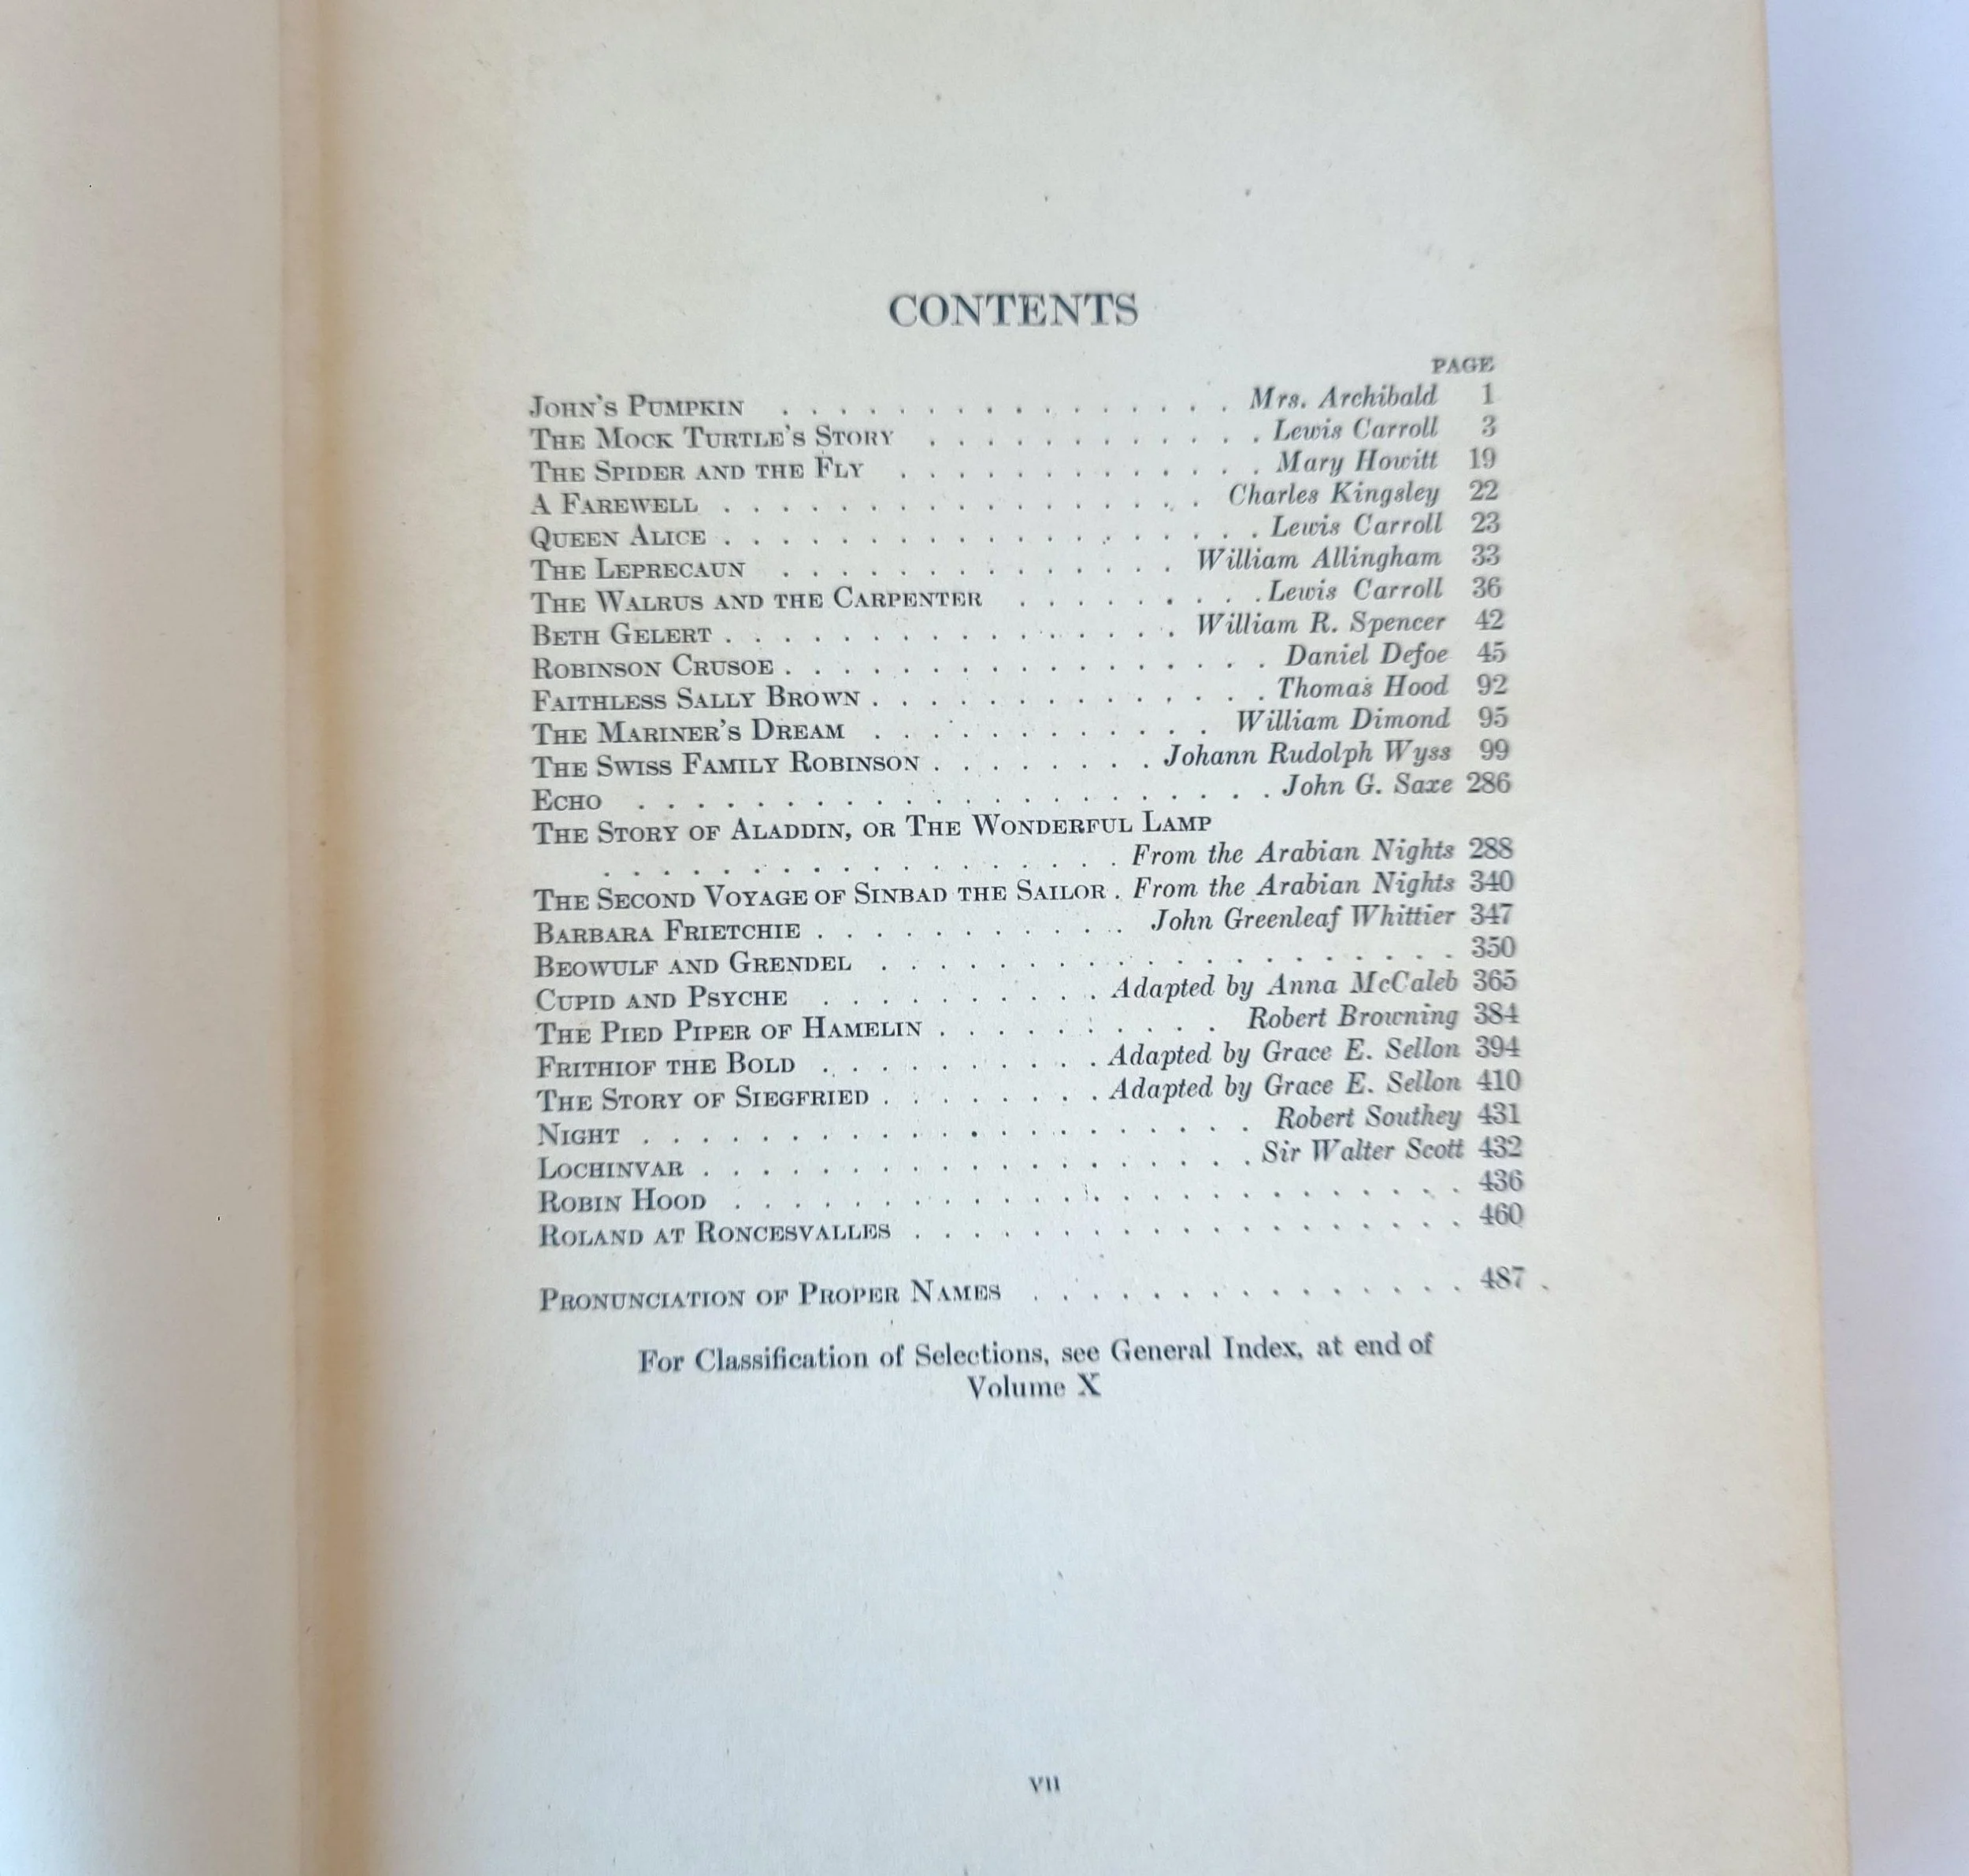 CONTENTS
PAGE
JOHN'S PUMPKIN . . . . . . . . . . . . . . . . Mrs. Archibald 1
THE MOCK TURTLE'S STORY . . . . . . . . . . . . Lewis Carroll 3
THE SPIDER AND THE FLY . . . . . . . . . . . . . Mary Howitt 19
A FAREWELL . . . . . . . . . . . . . . . . . Charles Kingsley 22
QUEEN ALICE . . . . . . . . . . . . . . . . . . . Lewis Carroll 23
THE LEPRECAUN . . . . . . . . . . . . . . William Allingham 33
THE WALRUS AND THE CARPENTER . . . . . . . . . Lewis Carroll 36
BETH GELERT . . . . . . . . . . . . . . . . William R. Spencer 42
ROBINSON CRUSOE . . . . . . . . . . . . . . . . . Daniel Defoe 45
FAITHLESS SALLY BROWN . . . . . . . . . . . . . . Thomas Hood 92
THE MARINER'S DREAM . . . . . . . . . . . . William Dimond 95
THE SWISS FAMILY ROBINSON . . . . . . . . Johann Rudolph Wyss 99
ECHO . . . . . . . . . . . . . . . . . . . . . . John G. Saxe 286
THE STORY OF ALADDIN, OR THE WONDERFUL LAMP
. . . . . . . . . . . . . . . . . . From the Arabian Nights 288
THE SECOND VOYAGE OF SINBAD THE SAILOR . From the Arabian Nights 340
BARBARA FRIETCHIE . . . . . . . . . . . John Greenleaf Whittier 347
BEOWULF AND GRENDEL . . . . . . . . . . . . . . . . . . . . 350
CUPID AND PSYCHE . . . . . . . . . . Adapted by Anna McCaleb 365
THE PIED PIPER OF HAMELIN . . . . . . . . . . Robert Browning 384
FRITHIOF THE BOLD . . . . . . . . . . Adapted by Grace E. Sellon 394
THE STORY OF SIEGFRIED . . . . . . . . Adapted by Grace E. Sellon 410
NIGHT . . . . . . . . . . . . . . . . . . . . . Robert Southey 431
LOCHINVAR . . . . . . . . . . . . . . . . . . . Sir Walter Scott 432
ROBIN HOOD . . . . . . . . . . . . . . . . . . . . . . . . . 436
ROLAND AT RONCESVALLES . . . . . . . . . . . . . . . . . . . 460
PRONUNCIATION OF PROPER NAMES . . . . . . . . . . . . . . . 487
For Classification of Selections, see General Index, at end of
Volume X
vii